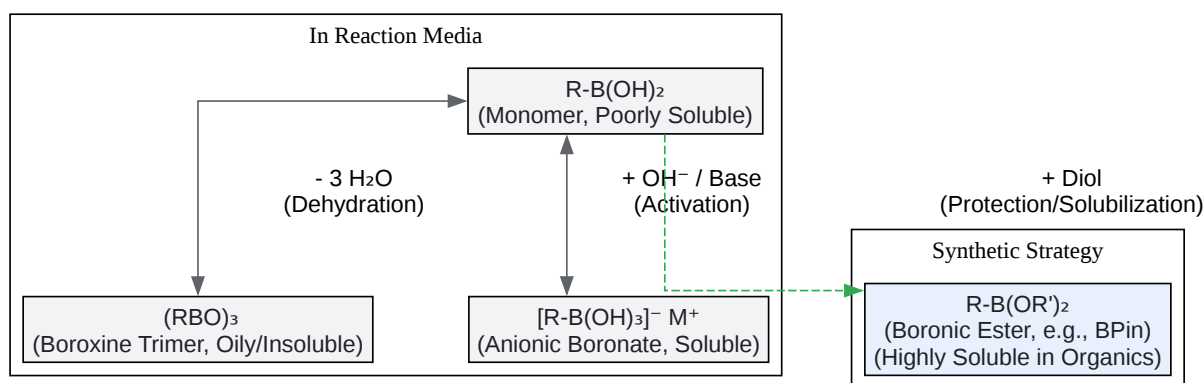 In Reaction Media
R-B(OH)₂
(Monomer, Poorly Soluble)
- 3 H₂O
(Dehydration)
+ OH⁻ / Base
(Activation)
+ Diol
(Protection/Solubilization)
Synthetic Strategy
(RBO)₃
(Boroxine Trimer, Oily/Insoluble)
[R-B(OH)₃]⁻ M⁺
(Anionic Boronate, Soluble)
R-B(OR')₂
(Boronic Ester, e.g., BPin)
(Highly Soluble in Organics)